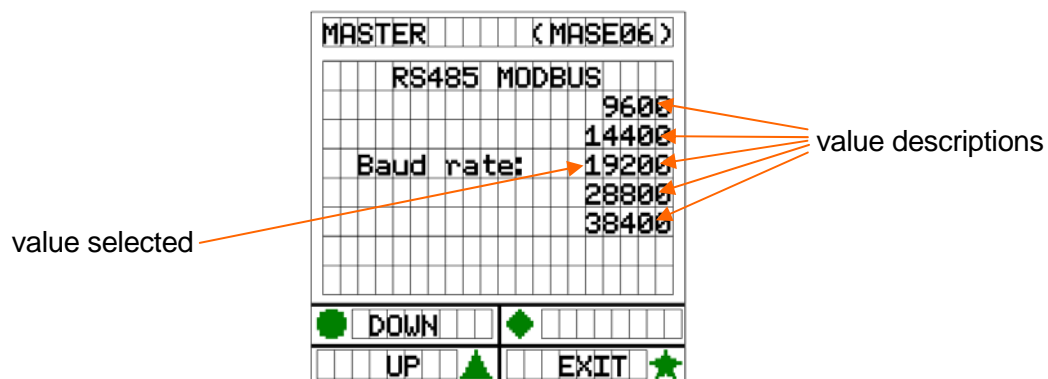 MASTER (MASE06)
RS485 MODBUS
9600
14400
Baud rate: 19200
28800
38400
value descriptions
value selected
DOWN
UP EXIT